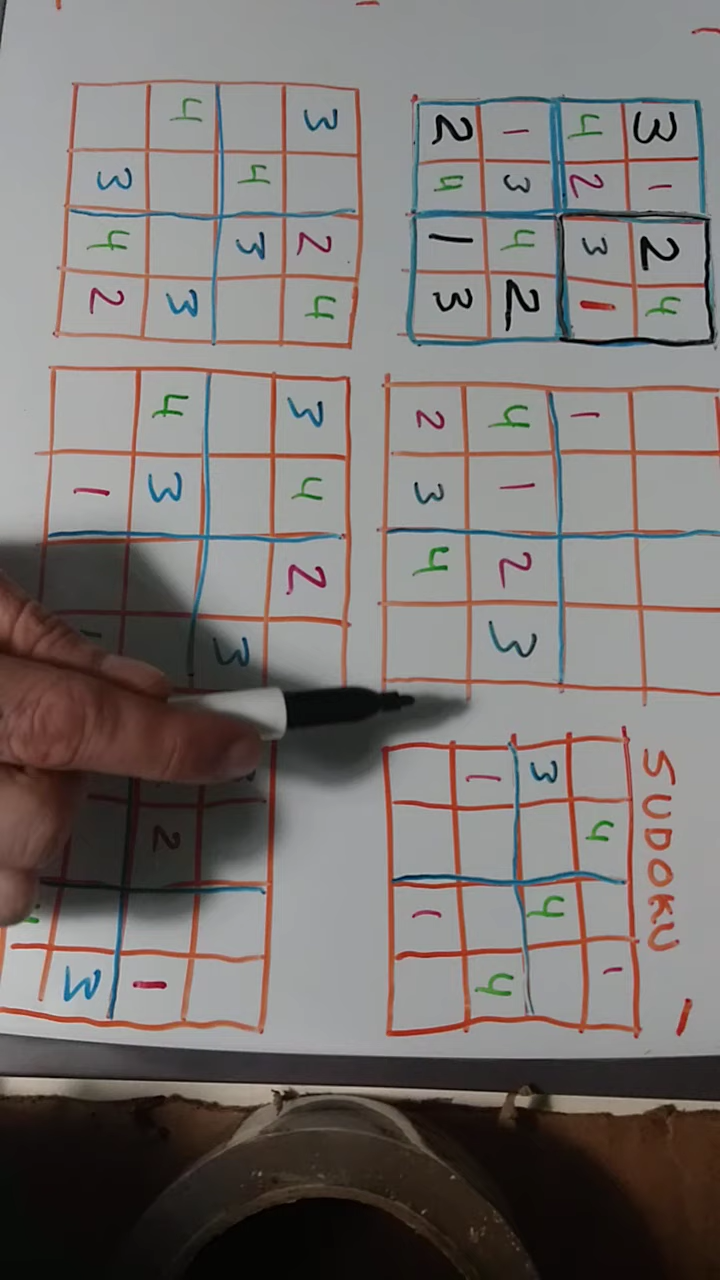 SUDOKU 1
3 1 2 4
4 2 3 1
1 3 4 2
2 4 1 3
1
4 1 2 3
2 3 4
4 1
3 4
1 4
1
3 2 4
4 3
4 3
3 4 2
3 4 2
3
4 3
1
2 1
3
4